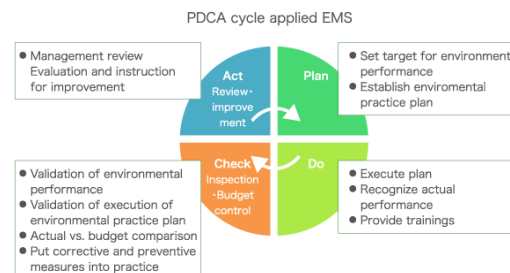 PDCA cycle applied EMS
● Management review
Evaluation and instruction
for improvement
Act
Review・
improve
ment
Plan
● Set target for environment
performance
● Establish enviromental
practice plan
● Validation of environmental
performance
● Validation of execution of
environmental practice plan
● Actual vs. budget comparison
● Put corrective and preventive
measures into practice
Check
Inspection
・Budget
control
Do
● Execute plan
● Recognize actual
performance
● Provide trainings